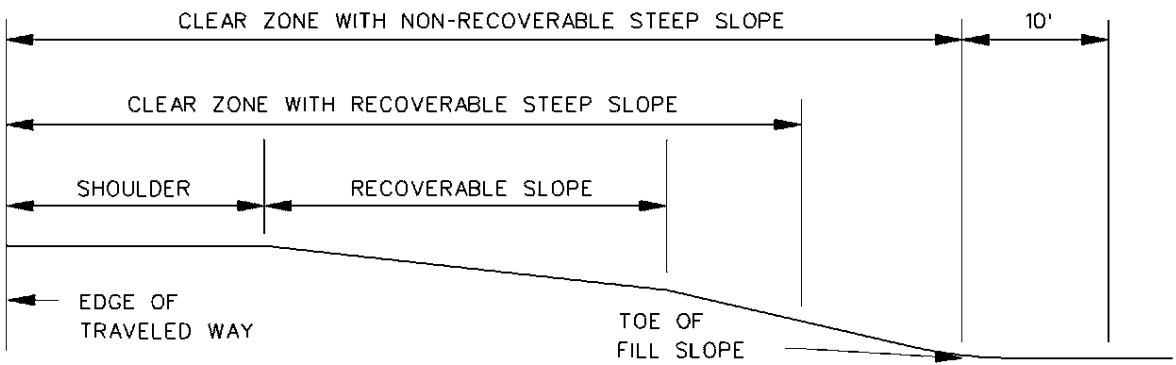 CLEAR ZONE WITH NON-RECOVERABLE STEEP SLOPE
10'
CLEAR ZONE WITH RECOVERABLE STEEP SLOPE
SHOULDER
RECOVERABLE SLOPE
EDGE OF
TRAVELED WAY
TOE OF
FILL SLOPE